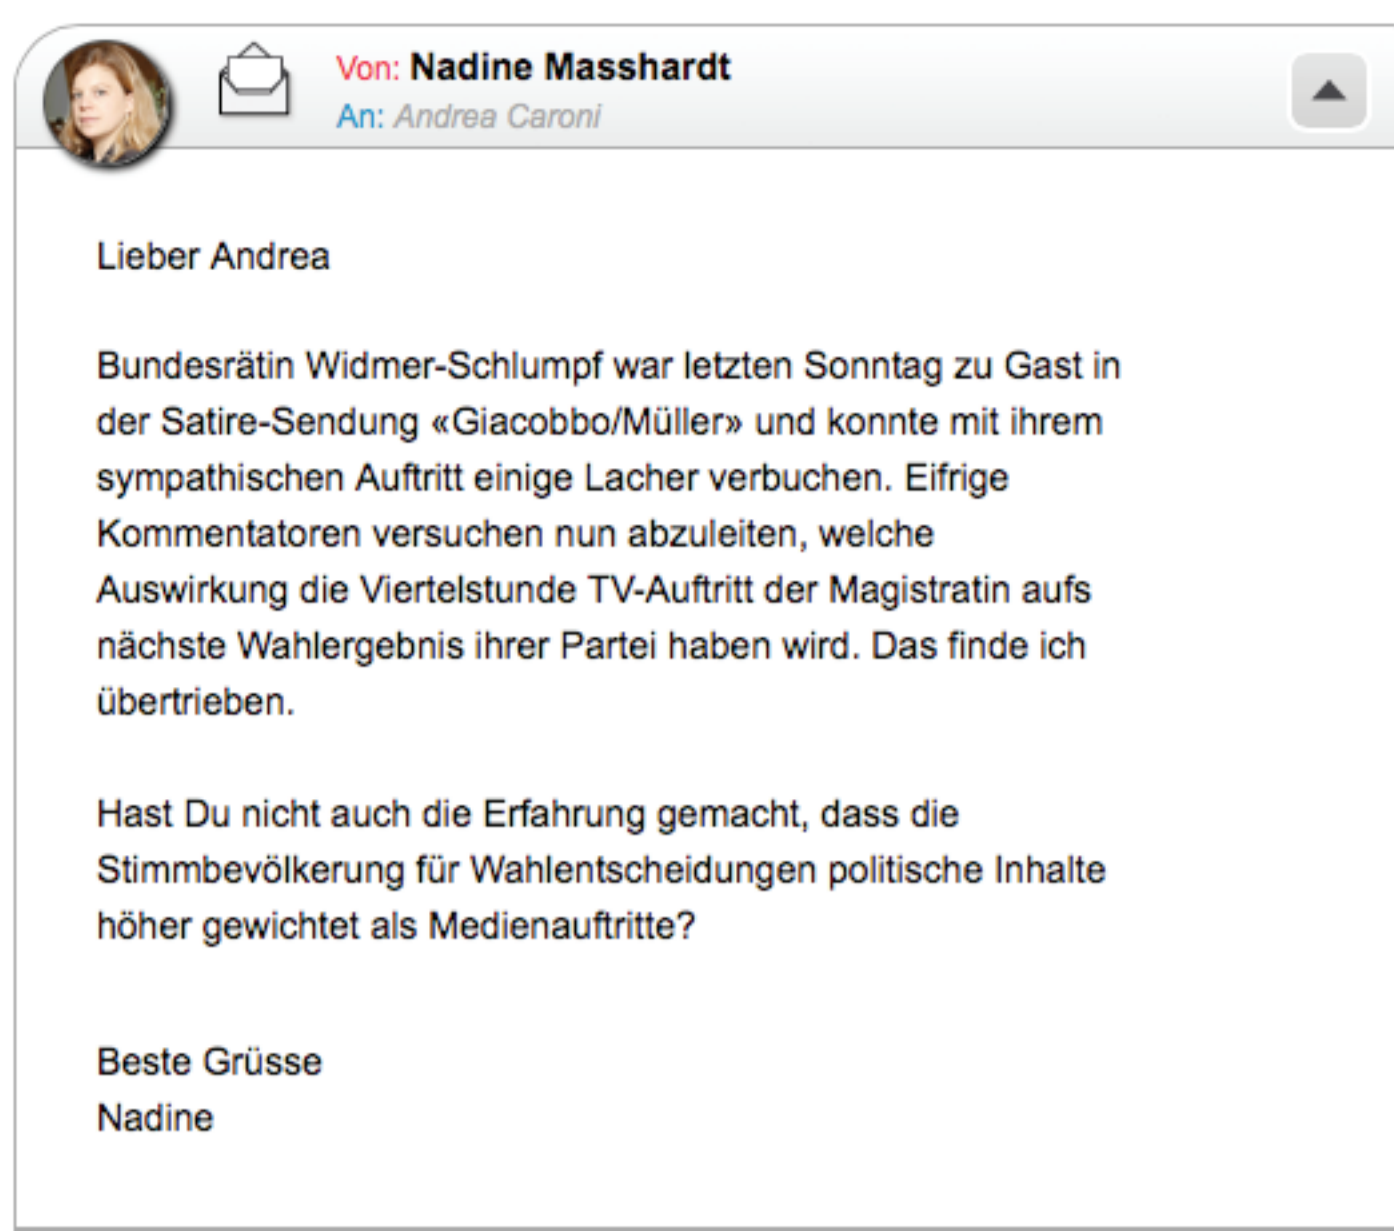 Von: Nadine Masshardt
An: Andrea Caroni
Lieber Andrea
Bundesrätin Widmer-Schlumpf war letzten Sonntag zu Gast in
der Satire-Sendung «Giacobbo/Müller» und konnte mit ihrem
sympathischen Auftritt einige Lacher verbuchen. Eifrige
Kommentatoren versuchen nun abzuleiten, welche
Auswirkung die Viertelstunde TV-Auftritt der Magistratin aufs
nächste Wahlergebnis ihrer Partei haben wird. Das finde ich
übertrieben.
Hast Du nicht auch die Erfahrung gemacht, dass die
Stimmbevölkerung für Wahlentscheidungen politische Inhalte
höher gewichtet als Medienauftritte?
Beste Grüsse
Nadine